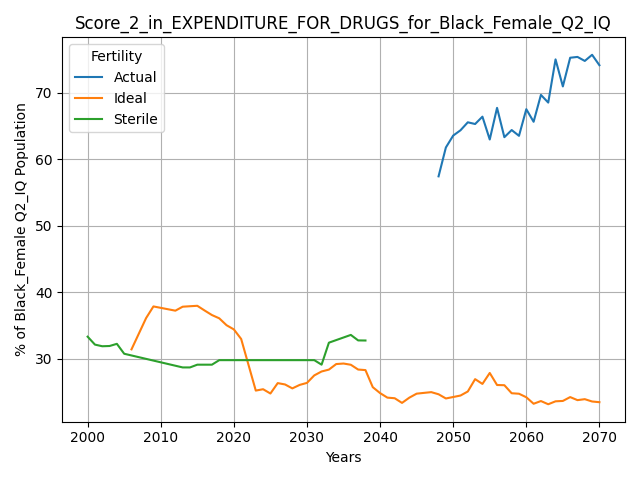 Score_2_in_EXPENDITURE_FOR_DRUGS_for_Black_Female_Q2_IQ
Fertility
Actual
Ideal
Sterile
% of Black_Female Q2_IQ Population
70
60
50
40
30
2000 2010 2020 2030 2040 2050 2060 2070
Years